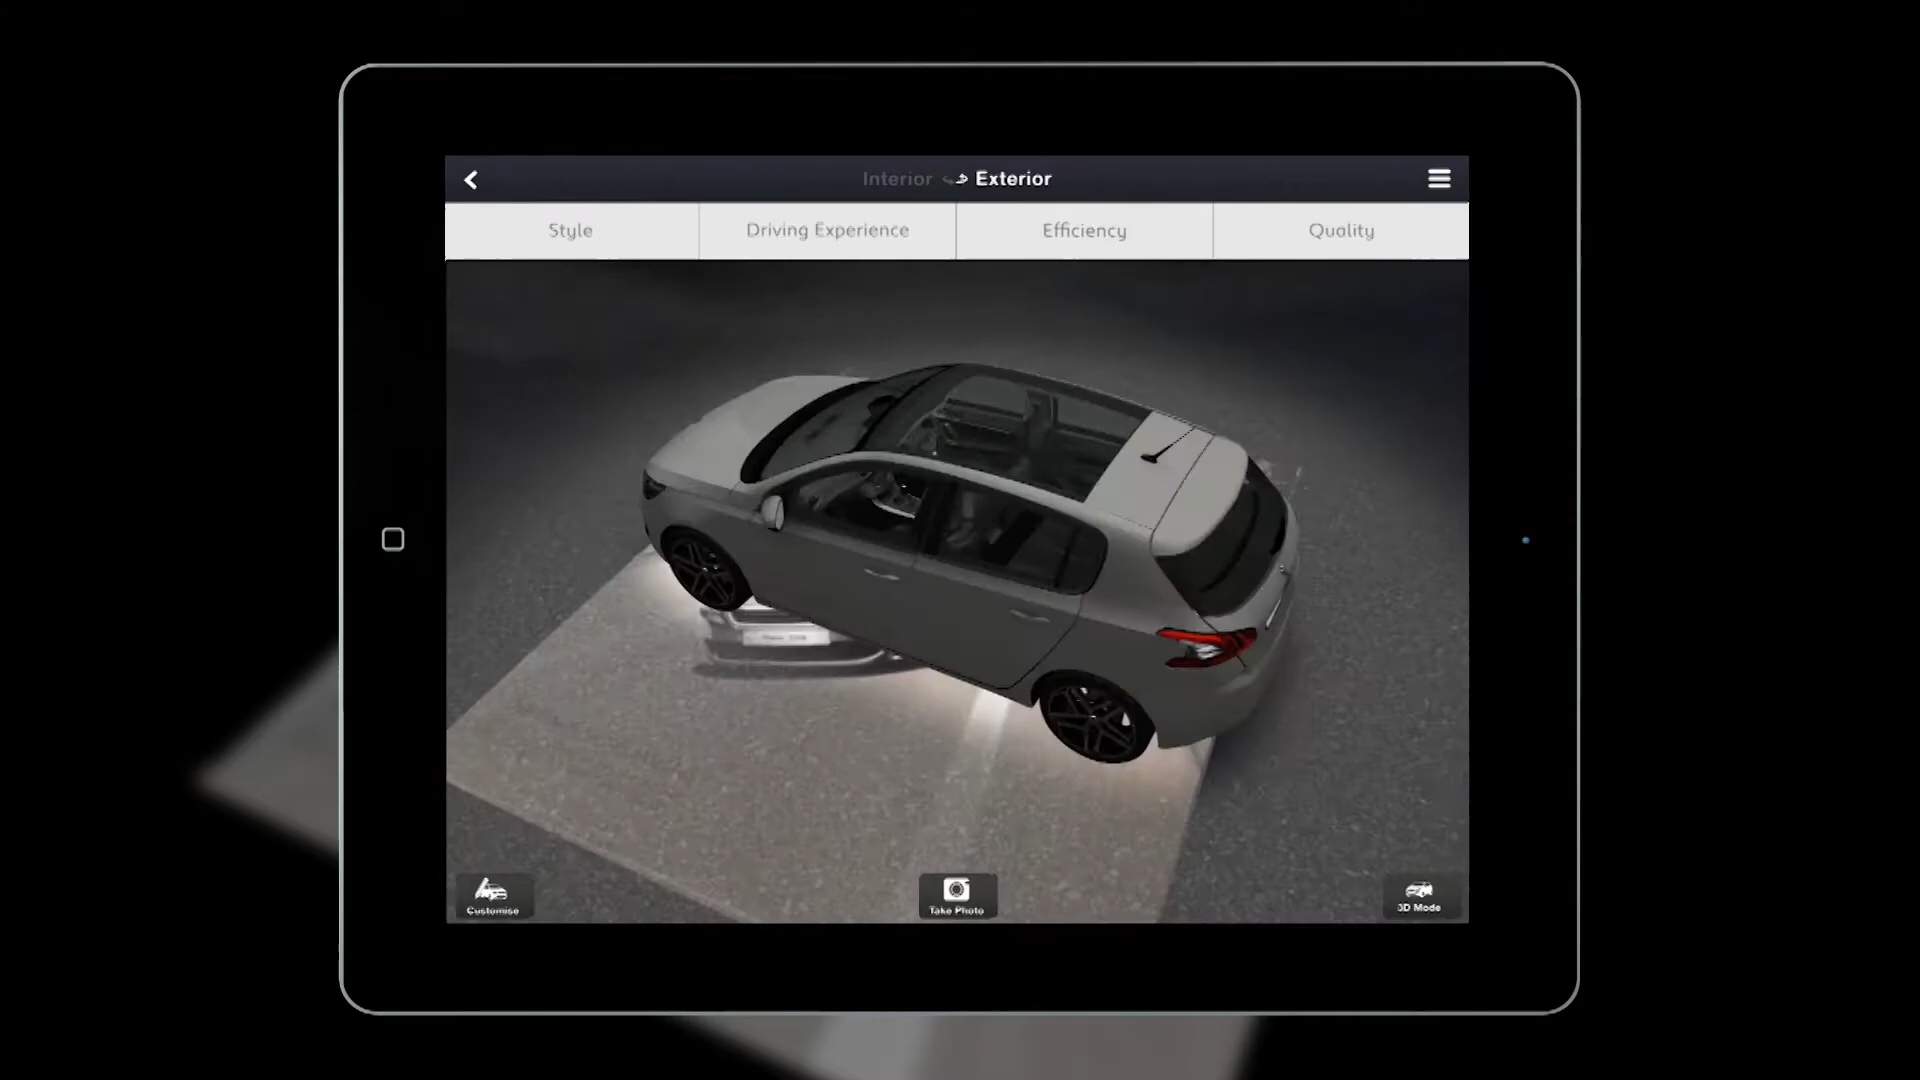 Interior Exterior
Style Driving Experience Efficiency Quality
Customise Take Photo 3D Mode